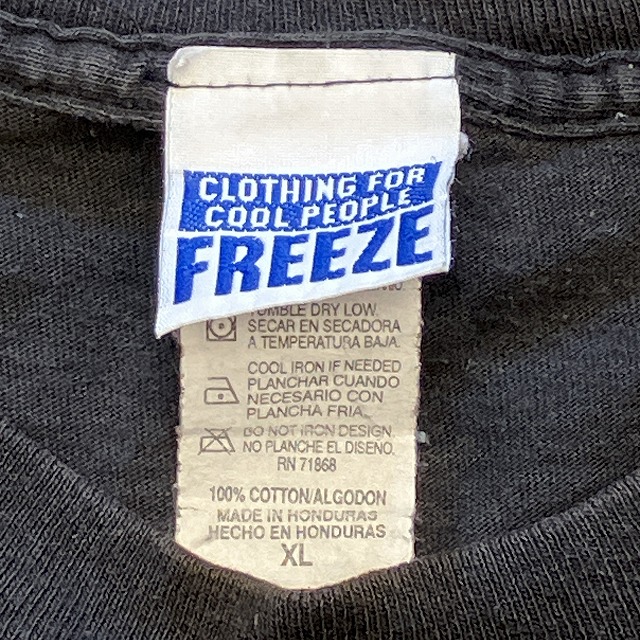 CLOTHING FOR
COOL PEOPLE
FREEZE
TUMBLE DRY LOW.
SECAR EN SECADORA
A TEMPERATURA BAJA.
COOL IRON IF NEEDED
PLANCHAR CUANDO
NECESARIO CON
PLANCHA FRIA.
DO NOT IRON DESIGN.
NO PLANCHE EL DISEÑO.
RN 71868
100% COTTON/ALGODON
MADE IN HONDURAS
HECHO EN HONDURAS
XL